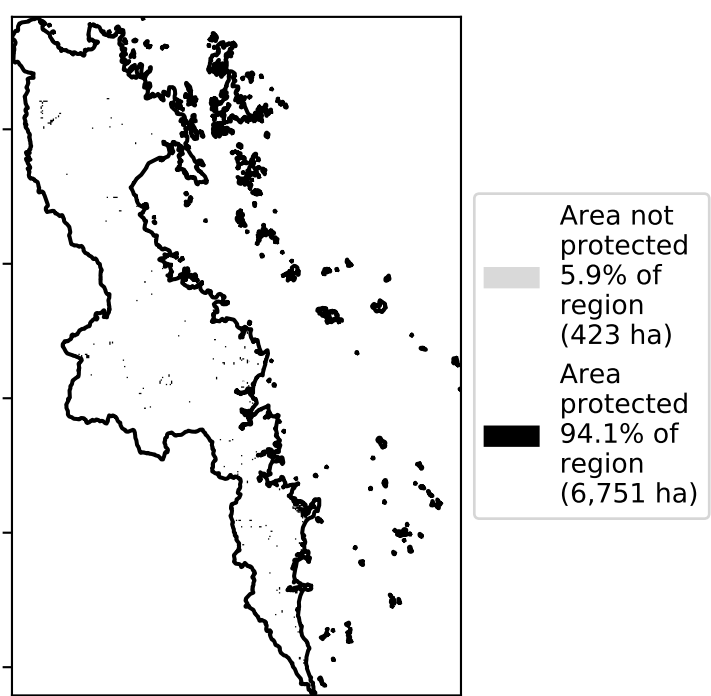 Area not
protected
5.9% of
region
(423 ha)
Area
protected
94.1% of
region
(6,751 ha)